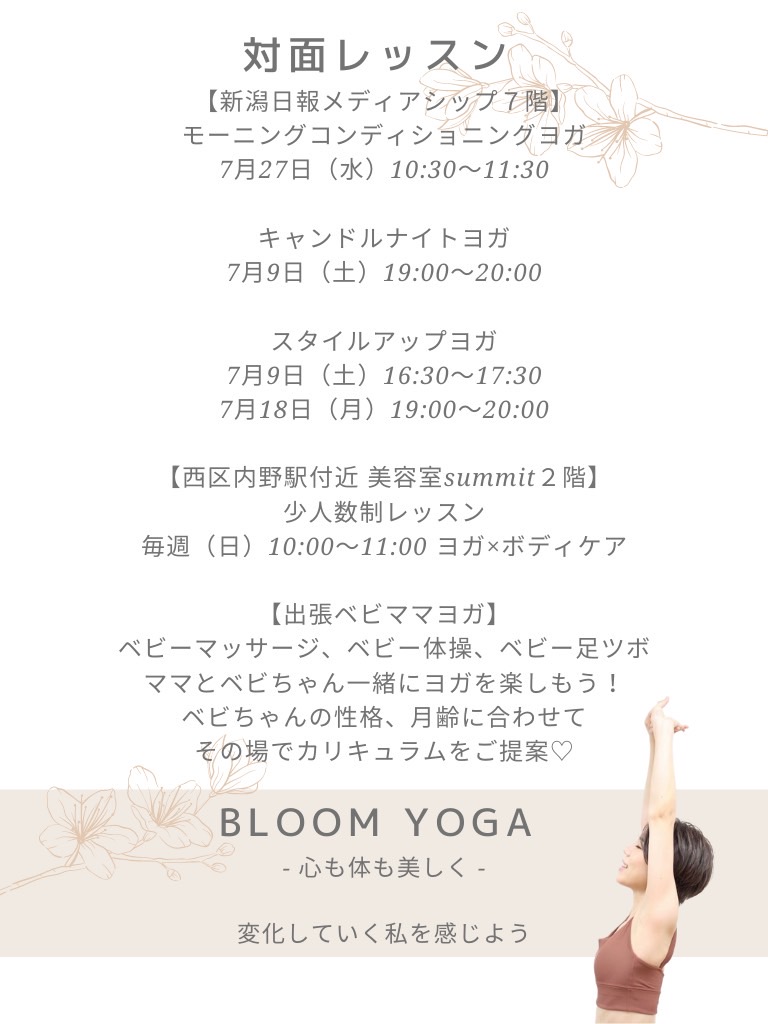 対面レッスン
【新潟日報メディアシップ７階】
モーニングコンディショニングヨガ
7月27日（水）10:30〜11:30
キャンドルナイトヨガ
7月9日（土）19:00〜20:00
スタイルアップヨガ
7月9日（土）16:30〜17:30
7月18日（月）19:00〜20:00
【西区内野駅付近 美容室summit２階】
少人数制レッスン
毎週（日）10:00〜11:00 ヨガ×ボディケア
【出張ベビママヨガ】
ベビーマッサージ、ベビー体操、ベビー足ツボ
ママとベビちゃん一緒にヨガを楽しもう！
ベビちゃんの性格、月齢に合わせて
その場でカリキュラムをご提案♡
BLOOM YOGA
- 心も体も美しく -
変化していく私を感じよう